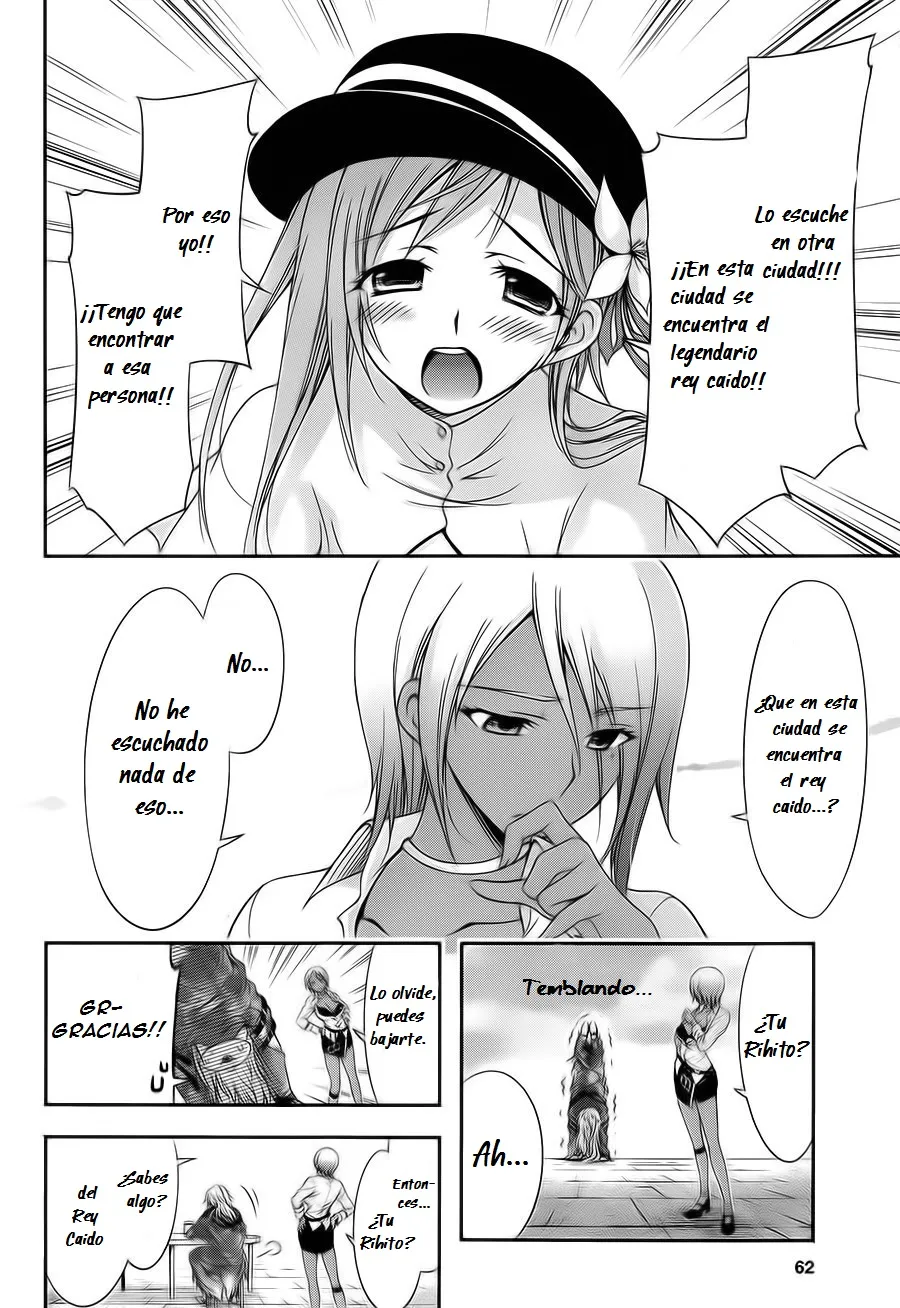 Lo escuche
en otra
ciudad!!!
¡¡En esta
ciudad se
encuentra el
legendario
rey caido!!
Por eso
yo!!
¡¡Tengo que
encontrar
a esa
persona!!
¿Que en esta
ciudad se
encuentra
el rey
caido...?
No...
No he
escuchado
nada de
eso...
¿Tu
Rihito?
Temblando...
Ah...
Lo olvide,
puedes
bajarte.
GR-
GRACIAS!!
Enton-
ces...
¿Tu
Rihito?
¿Sabes
algo?
del
Rey
Caido
62